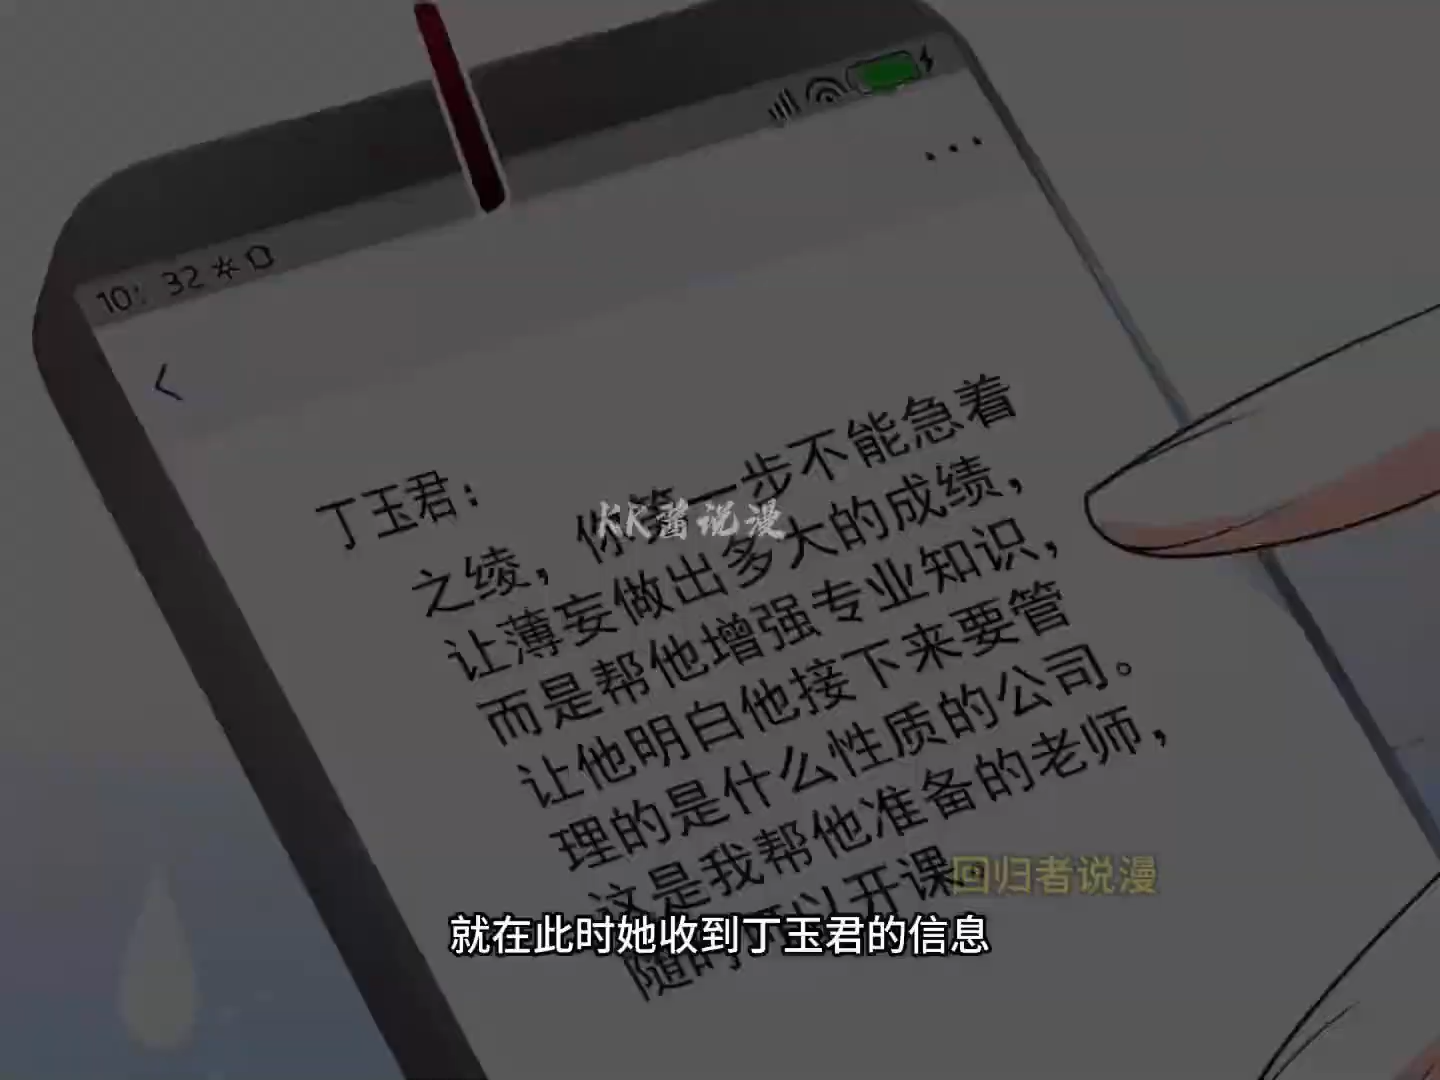 10:32
丁玉君：
之绫，你第一步不能急着
让薄妄做出多大的成绩，
而是帮他增强专业知识，
让他明白他接下来要管
理的是什么性质的公司。
这是我帮他准备的老师，
随时可以开课。
KK酱说漫
回归者说漫
就在此时她收到丁玉君的信息